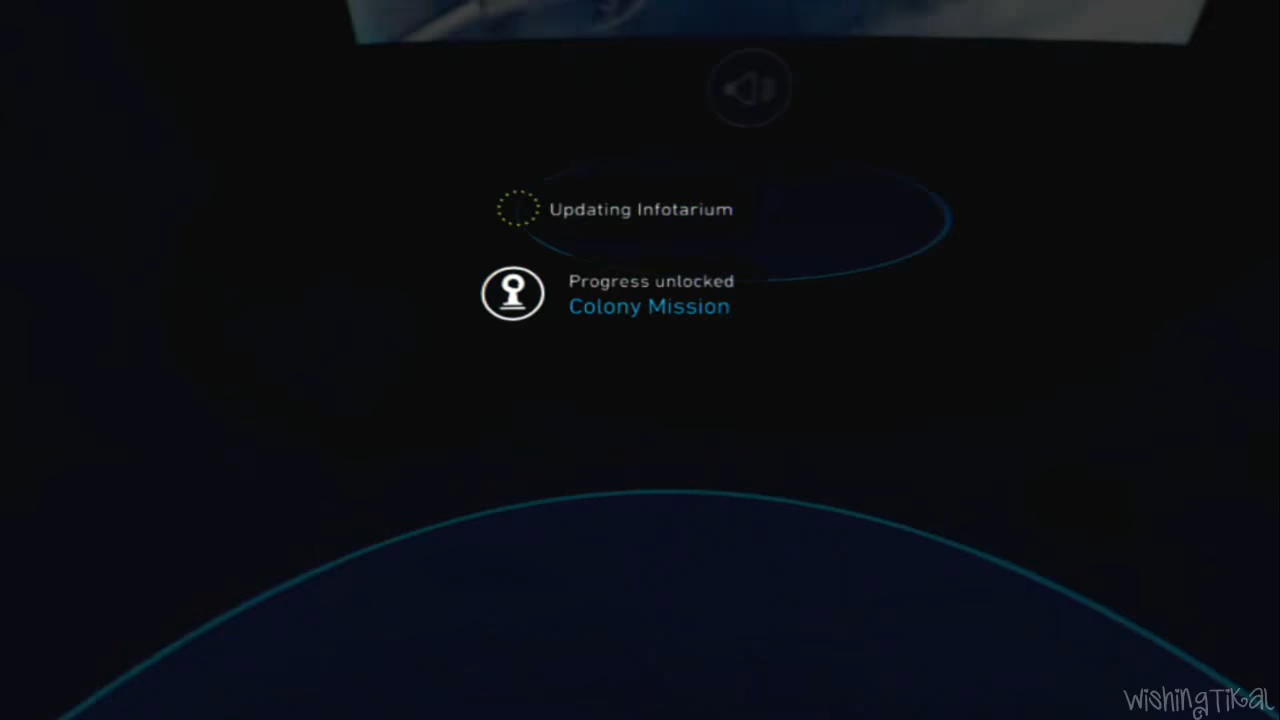 Updating Infotarium
Progress unlocked
Colony Mission
WishingTikal